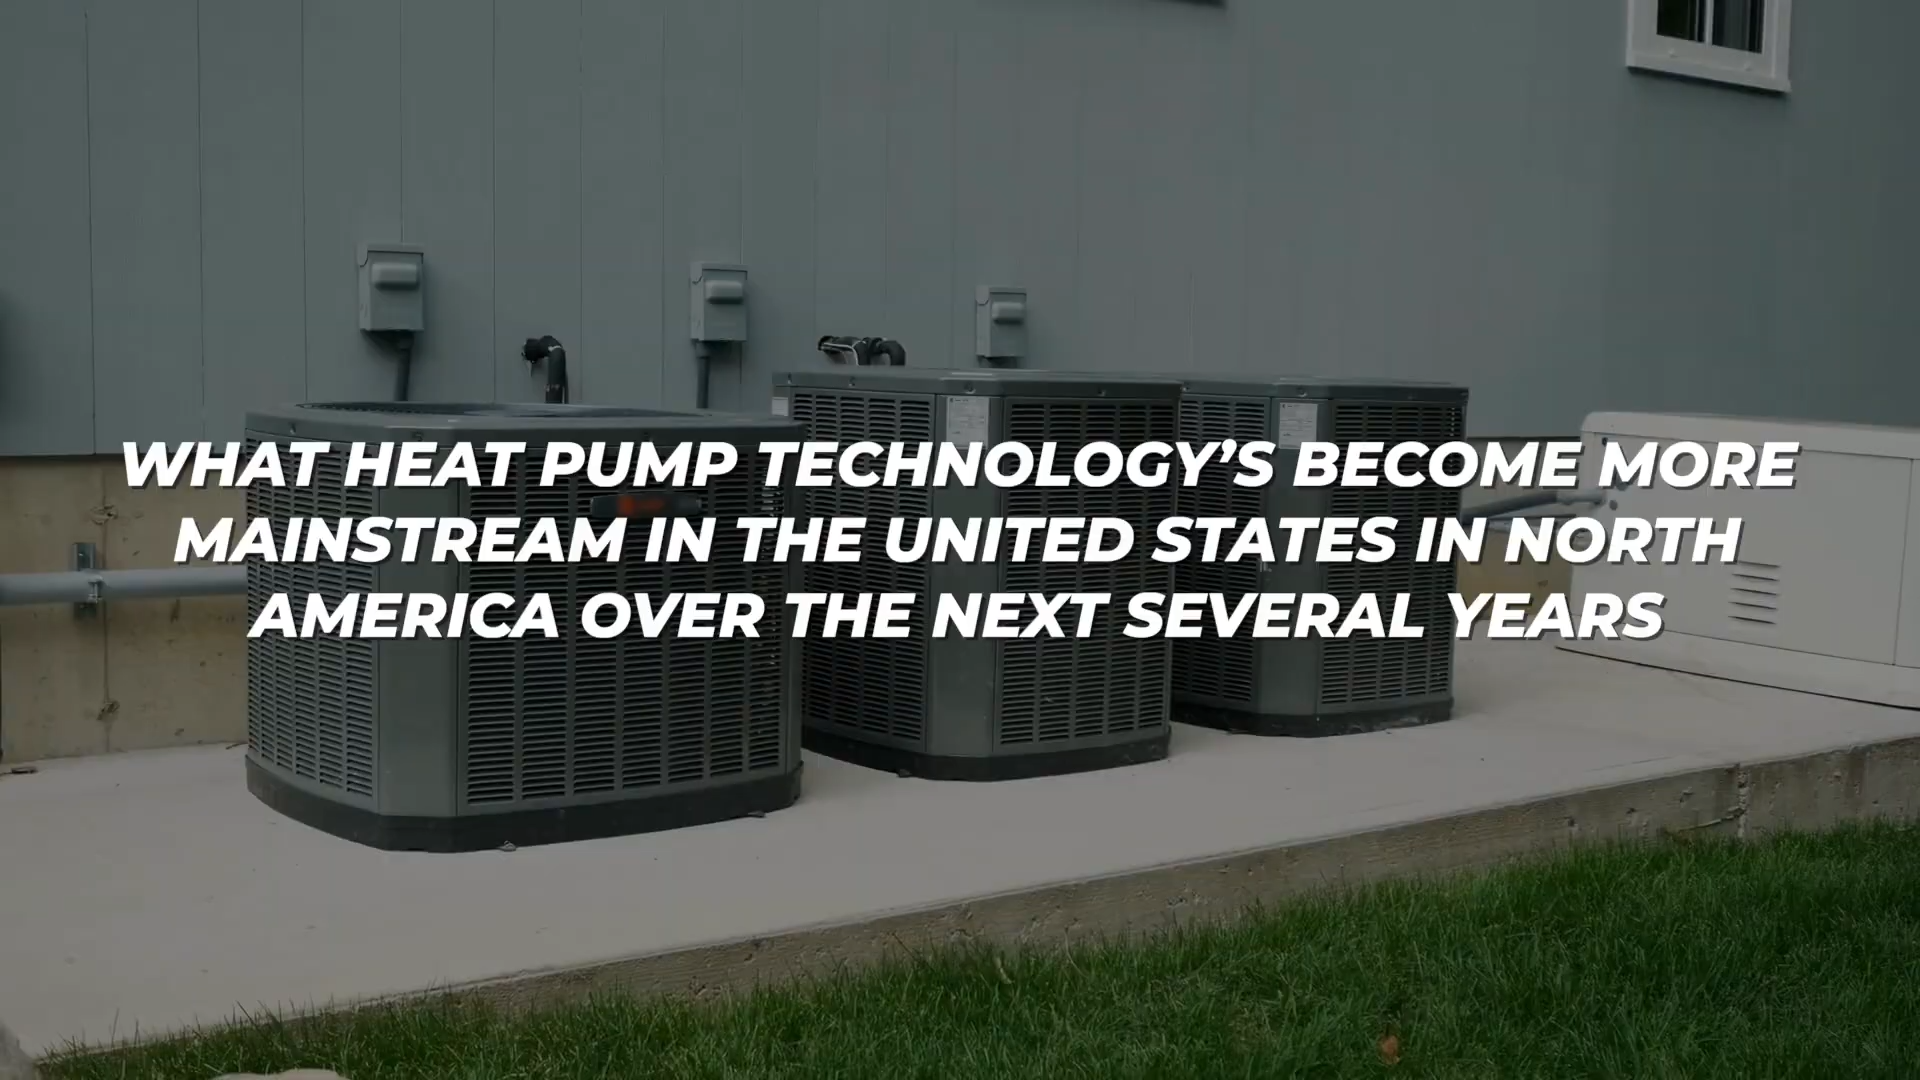 WHAT HEAT PUMP TECHNOLOGY’S BECOME MORE
MAINSTREAM IN THE UNITED STATES IN NORTH
AMERICA OVER THE NEXT SEVERAL YEARS